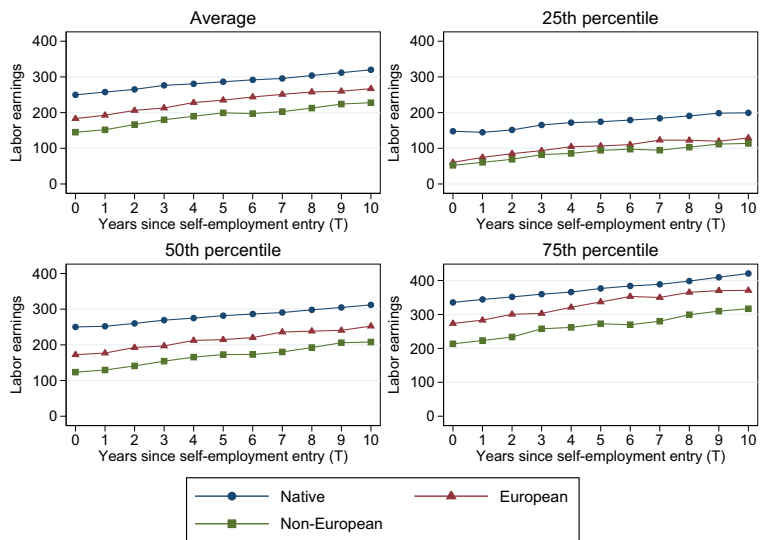 Average
Labor earnings
400
300
200
100
0
0 1 2 3 4 5 6 7 8 9 10
Years since self-employment entry (T)
25th percentile
Labor earnings
400
300
200
100
0
0 1 2 3 4 5 6 7 8 9 10
Years since self-employment entry (T)
50th percentile
Labor earnings
400
300
200
100
0
0 1 2 3 4 5 6 7 8 9 10
Years since self-employment entry (T)
75th percentile
Labor earnings
400
300
200
100
0
0 1 2 3 4 5 6 7 8 9 10
Years since self-employment entry (T)
Native European
Non-European